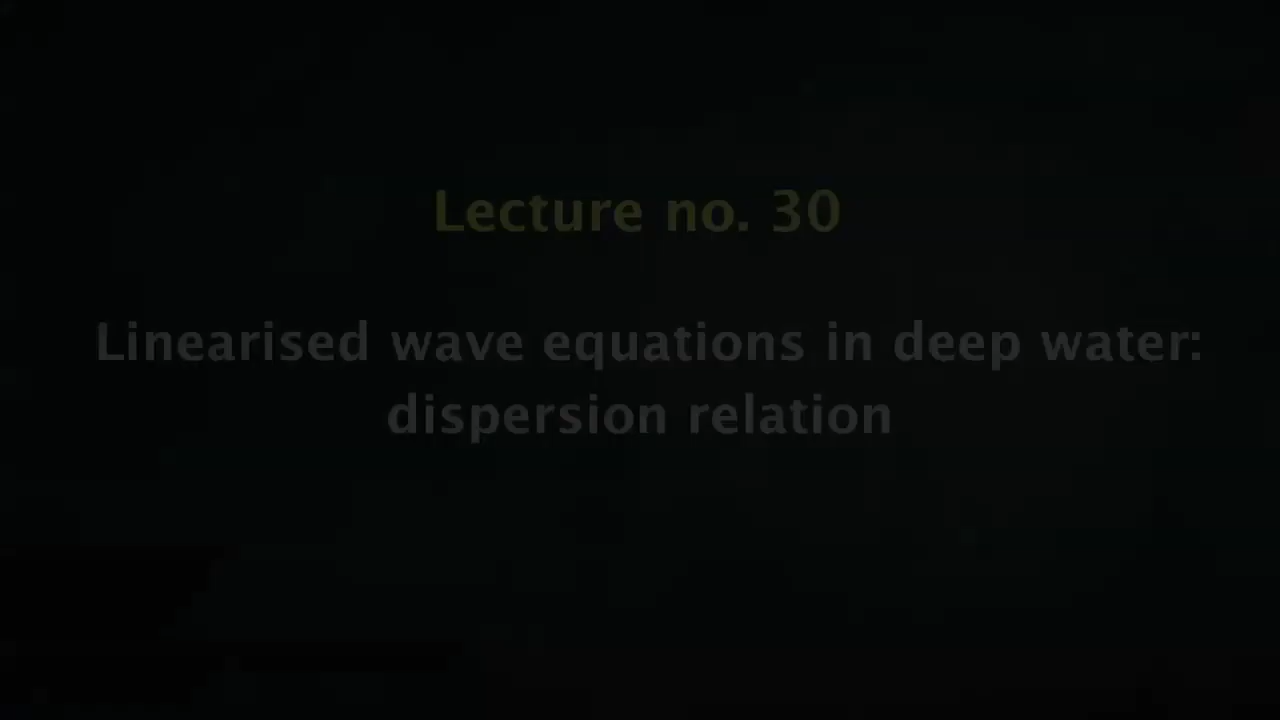 Lecture no. 30
Linearised wave equations in deep water:
dispersion relation